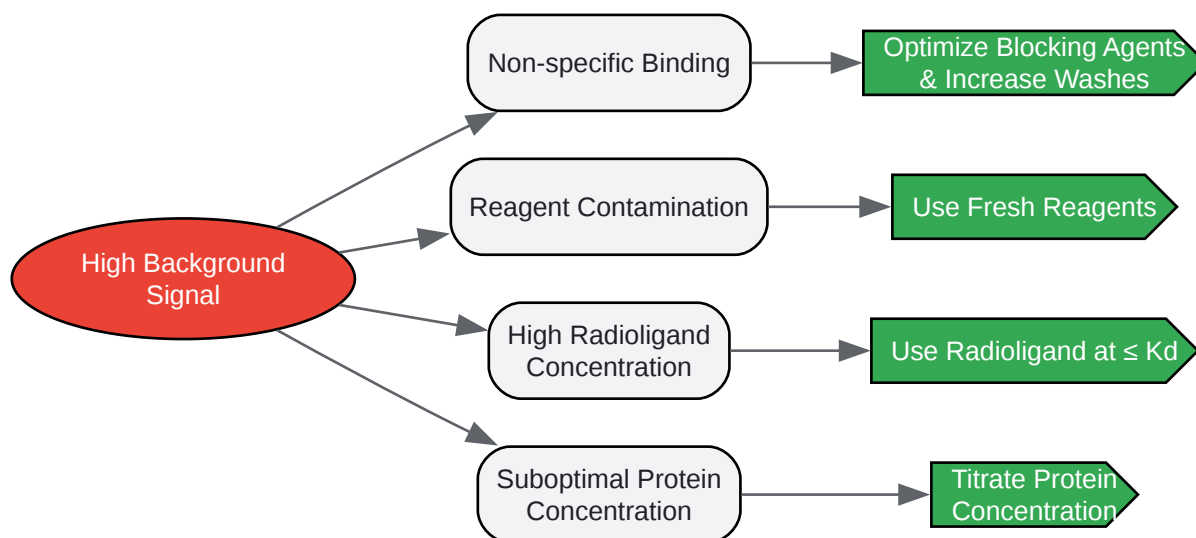 High Background
Signal
Non-specific Binding
Optimize Blocking Agents
& Increase Washes
Reagent Contamination
Use Fresh Reagents
High Radioligand
Concentration
Use Radioligand at ≤ Kd
Suboptimal Protein
Concentration
Titrate Protein
Concentration